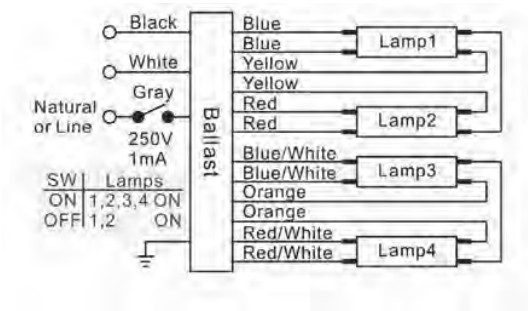 Black
White
Gray
Natural
or Line
250V
1mA
SW Lamps
ON 1,2,3,4 ON
OFF 1,2 ON
Ballast
Blue
Blue
Yellow
Yellow
Red
Red
Blue/White
Blue/White
Orange
Orange
Red/White
Red/White
Lamp1
Lamp2
Lamp3
Lamp4